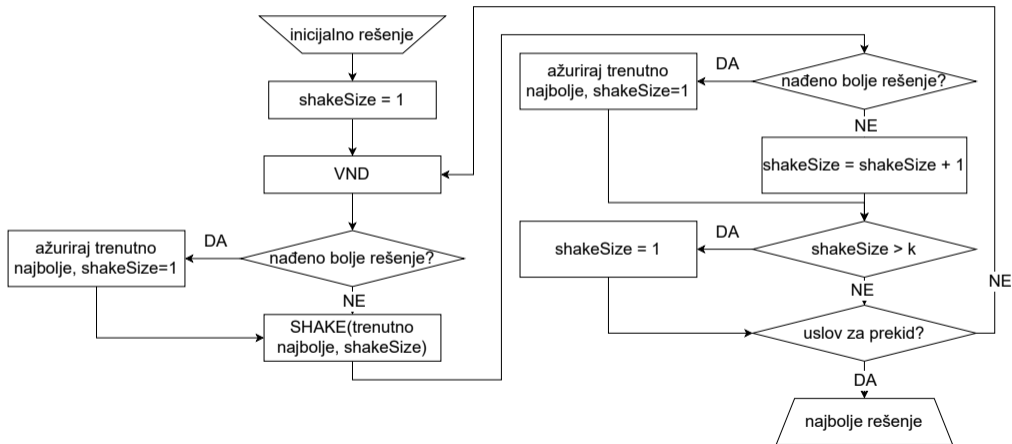 inicijalno rešenje
shakeSize = 1
VND
nađeno bolje rešenje?
DA
ažuriraj trenutno
najbolje, shakeSize=1
NE
SHAKE(trenutno
najbolje, shakeSize)
nađeno bolje rešenje?
DA
ažuriraj trenutno
najbolje, shakeSize=1
NE
shakeSize = shakeSize + 1
shakeSize > k
DA
shakeSize = 1
NE
uslov za prekid?
NE
DA
najbolje rešenje